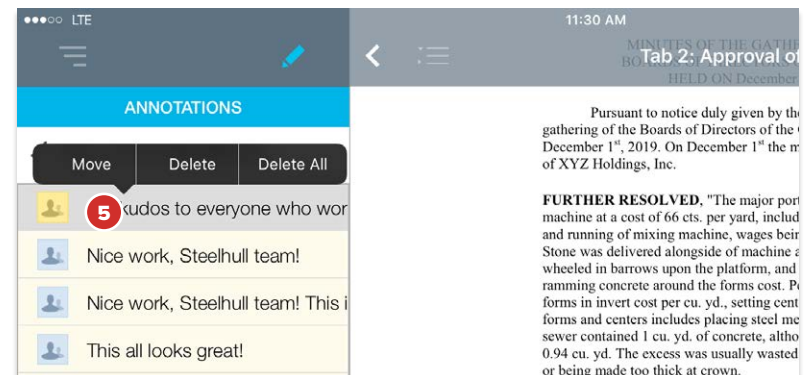 LTE
11:30 AM
ANNOTATIONS
Move Delete Delete All
5
kudos to everyone who wor
Nice work, Steelhull team!
Nice work, Steelhull team! This i
This all looks great!
MINUTES OF THE GATHE
Tab 2: Approval of
HELD ON December
Pursuant to notice duly given by the
gathering of the Boards of Directors of the
December 1st, 2019. On December 1st the m
of XYZ Holdings, Inc.
FURTHER RESOLVED, "The major port
machine at a cost of 66 cts. per yard, includ
and running of mixing machine, wages bein
Stone was delivered alongside of machine a
wheeled in barrows upon the platform, and
ramming concrete around the forms cost. Po
forms in invert cost per cu. yd., setting cent
forms and centers includes placing steel me
sewer contained 1 cu. yd. of concrete, altho
0.94 cu. yd. The excess was usually wasted
or being made too thick at crown.